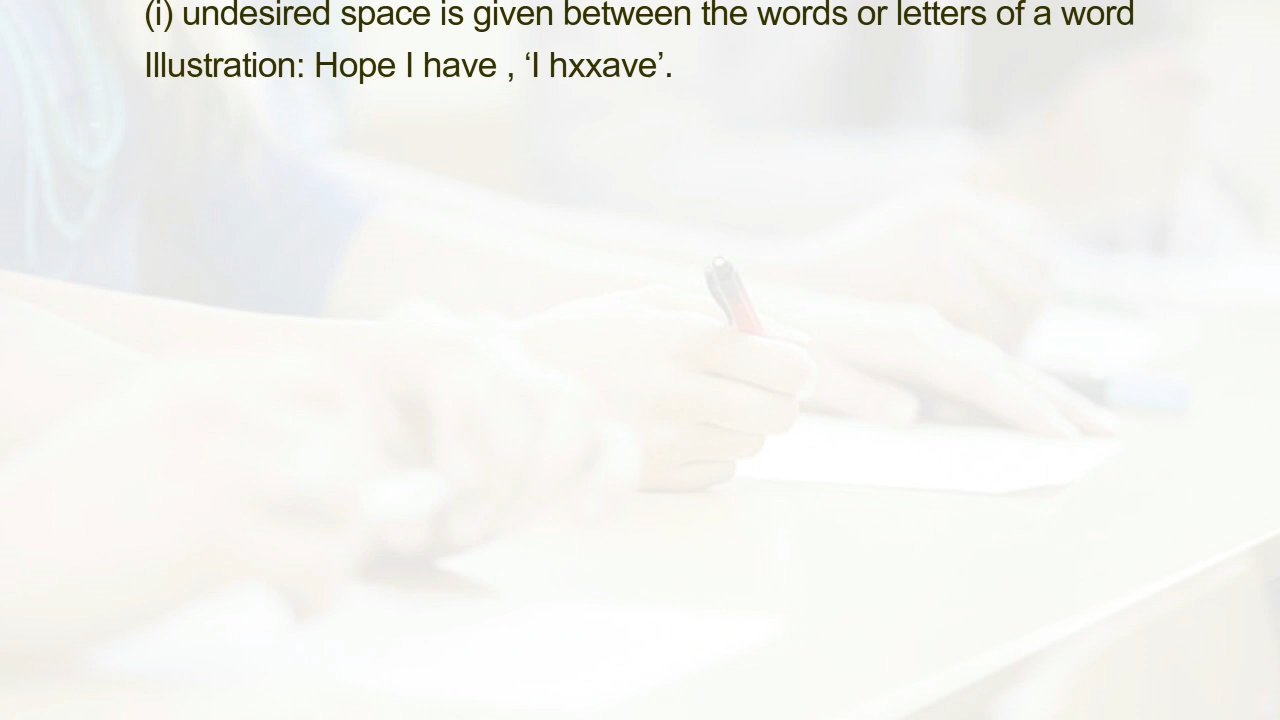 (i) undesired space is given between the words or letters of a word
Illustration: Hope I have , ‘I hxxave’.